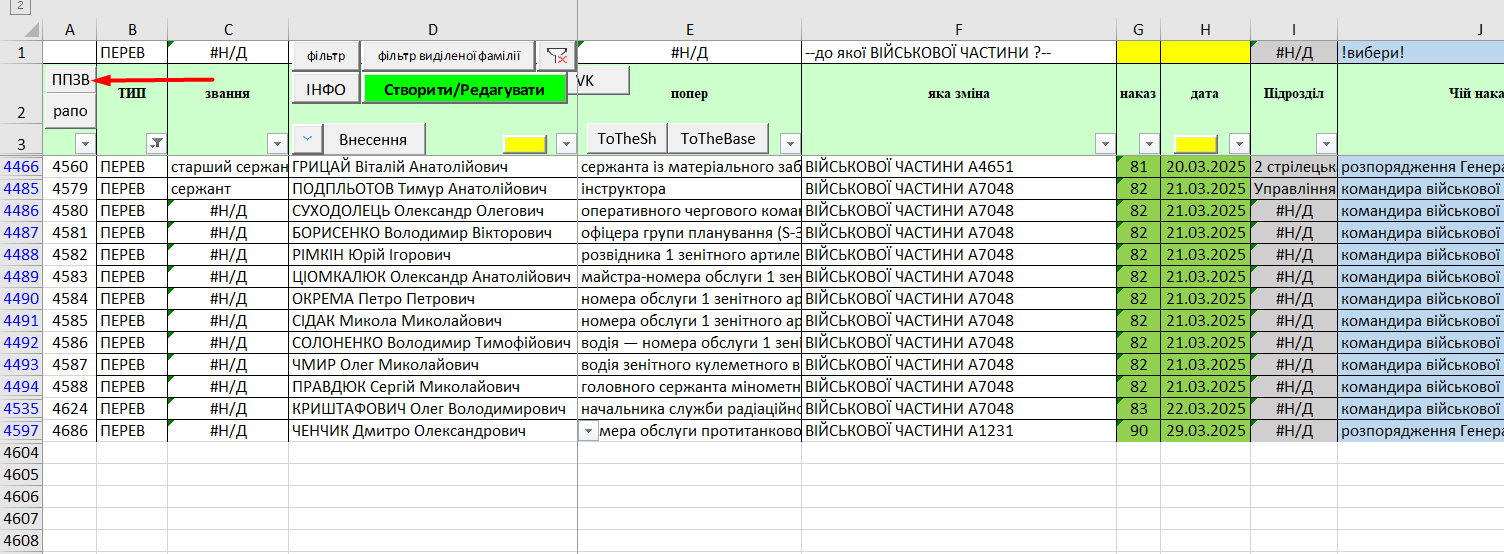 2
A B C D E F G H I J
1 ПЕРЕВ #Н/Д фільтр фільтр виділеної фамілії #Н/Д --до якої ВІЙСЬКОВОЇ ЧАСТИНИ ?-- #Н/Д !вибери!
ППЗВ ІНФО Створити/Редагувати VK
2 рапо ТИП звання попер яка зміна наказ дата Підрозділ Чій нака
3 Внесення ToTheSh ToTheBase
4466 4560 ПЕРЕВ старший сержан ГРИЦАЙ Віталій Анатолійович сержанта із матеріального заб ВІЙСЬКОВОЇ ЧАСТИНИ А4651 81 20.03.2025 2 стрілецьк розпорядження Генера
4485 4579 ПЕРЕВ сержант ПОДПЛЬОТОВ Тимур Анатолійович інструктора ВІЙСЬКОВОЇ ЧАСТИНИ А7048 82 21.03.2025 Управління командира військової
4486 4580 ПЕРЕВ #Н/Д СУХОДОЛЕЦЬ Олександр Олегович оперативного чергового кома ВІЙСЬКОВОЇ ЧАСТИНИ А7048 82 21.03.2025 #Н/Д командира військової
4487 4581 ПЕРЕВ #Н/Д БОРИСЕНКО Володимир Вікторович офіцера групи планування (S-3 ВІЙСЬКОВОЇ ЧАСТИНИ А7048 82 21.03.2025 #Н/Д командира військової
4488 4582 ПЕРЕВ #Н/Д РІМКІН Юрій Ігорович розвідника 1 зенітного артиле ВІЙСЬКОВОЇ ЧАСТИНИ А7048 82 21.03.2025 #Н/Д командира військової
4489 4583 ПЕРЕВ #Н/Д ЦІОМКАЛЮК Олександр Анатолійович майстра-номера обслуги 1 зен ВІЙСЬКОВОЇ ЧАСТИНИ А7048 82 21.03.2025 #Н/Д командира військової
4490 4584 ПЕРЕВ #Н/Д ОКРЕМА Петро Петрович номера обслуги 1 зенітного ар ВІЙСЬКОВОЇ ЧАСТИНИ А7048 82 21.03.2025 #Н/Д командира військової
4491 4585 ПЕРЕВ #Н/Д СІДАК Микола Миколайович номера обслуги 1 зенітного ар ВІЙСЬКОВОЇ ЧАСТИНИ А7048 82 21.03.2025 #Н/Д командира військової
4492 4586 ПЕРЕВ #Н/Д СОЛОНЕНКО Володимир Тимофійович водія — номера обслуги 1 зені ВІЙСЬКОВОЇ ЧАСТИНИ А7048 82 21.03.2025 #Н/Д командира військової
4493 4587 ПЕРЕВ #Н/Д ЧМИР Олег Миколайович водія зенітного кулеметного в ВІЙСЬКОВОЇ ЧАСТИНИ А7048 82 21.03.2025 #Н/Д командира військової
4494 4588 ПЕРЕВ #Н/Д ПРАВДЮК Сергій Миколайович головного сержанта мінометн ВІЙСЬКОВОЇ ЧАСТИНИ А7048 82 21.03.2025 #Н/Д командира військової
4535 4624 ПЕРЕВ #Н/Д КРИШТАФОВИЧ Олег Володимирович начальника служби радіаційно ВІЙСЬКОВОЇ ЧАСТИНИ А7048 83 22.03.2025 #Н/Д командира військової
4597 4686 ПЕРЕВ #Н/Д ЧЕНЧИК Дмитро Олександрович мера обслуги протитанково ВІЙСЬКОВОЇ ЧАСТИНИ А1231 90 29.03.2025 #Н/Д розпорядження Генера
4604
4605
4606
4607
4608